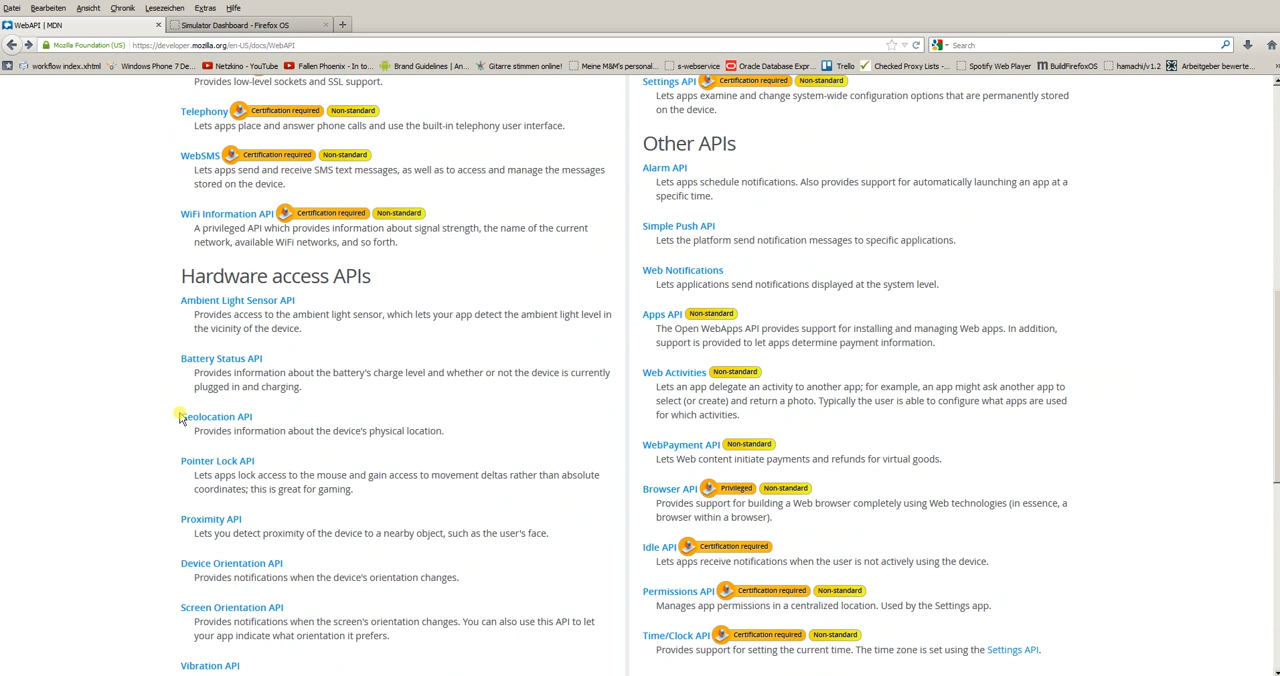 Datei Bearbeiten Ansicht Chronik Lesezeichen Extras Hilfe
WebAPI | MDN
Simulator Dashboard - Firefox OS
Mozilla Foundation (US) https://developer.mozilla.org/en-US/docs/WebAPI
Search
workflow index.xhtml Windows Phone 7 De... Netzkino - YouTube Fallen Phoenix - In to... Brand Guidelines | An... Gitarre stimmen online! Meine M&M's personal... s-webservice Oracle Database Exp... Trello Checked Proxy Lists -... Spotify Web Player BuildFirefoxOS hamachi/v1.2 Arbeitgeber bewerte...
Provides low-level sockets and SSL support.
Telephony Certification required Non-standard
Lets apps place and answer phone calls and use the built-in telephony user interface.
WebSMS Certification required Non-standard
Lets apps send and receive SMS text messages, as well as to access and manage the messages
stored on the device.
WiFi Information API Certification required Non-standard
A privileged API which provides information about signal strength, the name of the current
network, available WiFi networks, and so forth.
Hardware access APIs
Ambient Light Sensor API
Provides access to the ambient light sensor, which lets your app detect the ambient light level in
the vicinity of the device.
Battery Status API
Provides information about the battery's charge level and whether or not the device is currently
plugged in and charging.
Geolocation API
Provides information about the device's physical location.
Pointer Lock API
Lets apps lock access to the mouse and gain access to movement deltas rather than absolute
coordinates; this is great for gaming.
Proximity API
Lets you detect proximity of the device to a nearby object, such as the user's face.
Device Orientation API
Provides notifications when the device's orientation changes.
Screen Orientation API
Provides notifications when the screen's orientation changes. You can also use this API to let
your app indicate what orientation it prefers.
Vibration API
Settings API Certification required Non-standard
Lets apps examine and change system-wide configuration options that are permanently stored
on the device.
Other APIs
Alarm API
Lets apps schedule notifications. Also provides support for automatically launching an app at a
specific time.
Simple Push API
Lets the platform send notification messages to specific applications.
Web Notifications
Lets applications send notifications displayed at the system level.
Apps API Non-standard
The Open WebApps API provides support for installing and managing Web apps. In addition,
support is provided to let apps determine payment information.
Web Activities Non-standard
Lets an app delegate an activity to another app; for example, an app might ask another app to
select (or create) and return a photo. Typically the user is able to configure what apps are used
for which activities.
WebPayment API Non-standard
Lets Web content initiate payments and refunds for virtual goods.
Browser API Privileged Non-standard
Provides support for building a Web browser completely using Web technologies (in essence, a
browser within a browser).
Idle API Certification required
Lets apps receive notifications when the user is not actively using the device.
Permissions API Certification required Non-standard
Manages app permissions in a centralized location. Used by the Settings app.
Time/Clock API Certification required Non-standard
Provides support for setting the current time. The time zone is set using the Settings API.